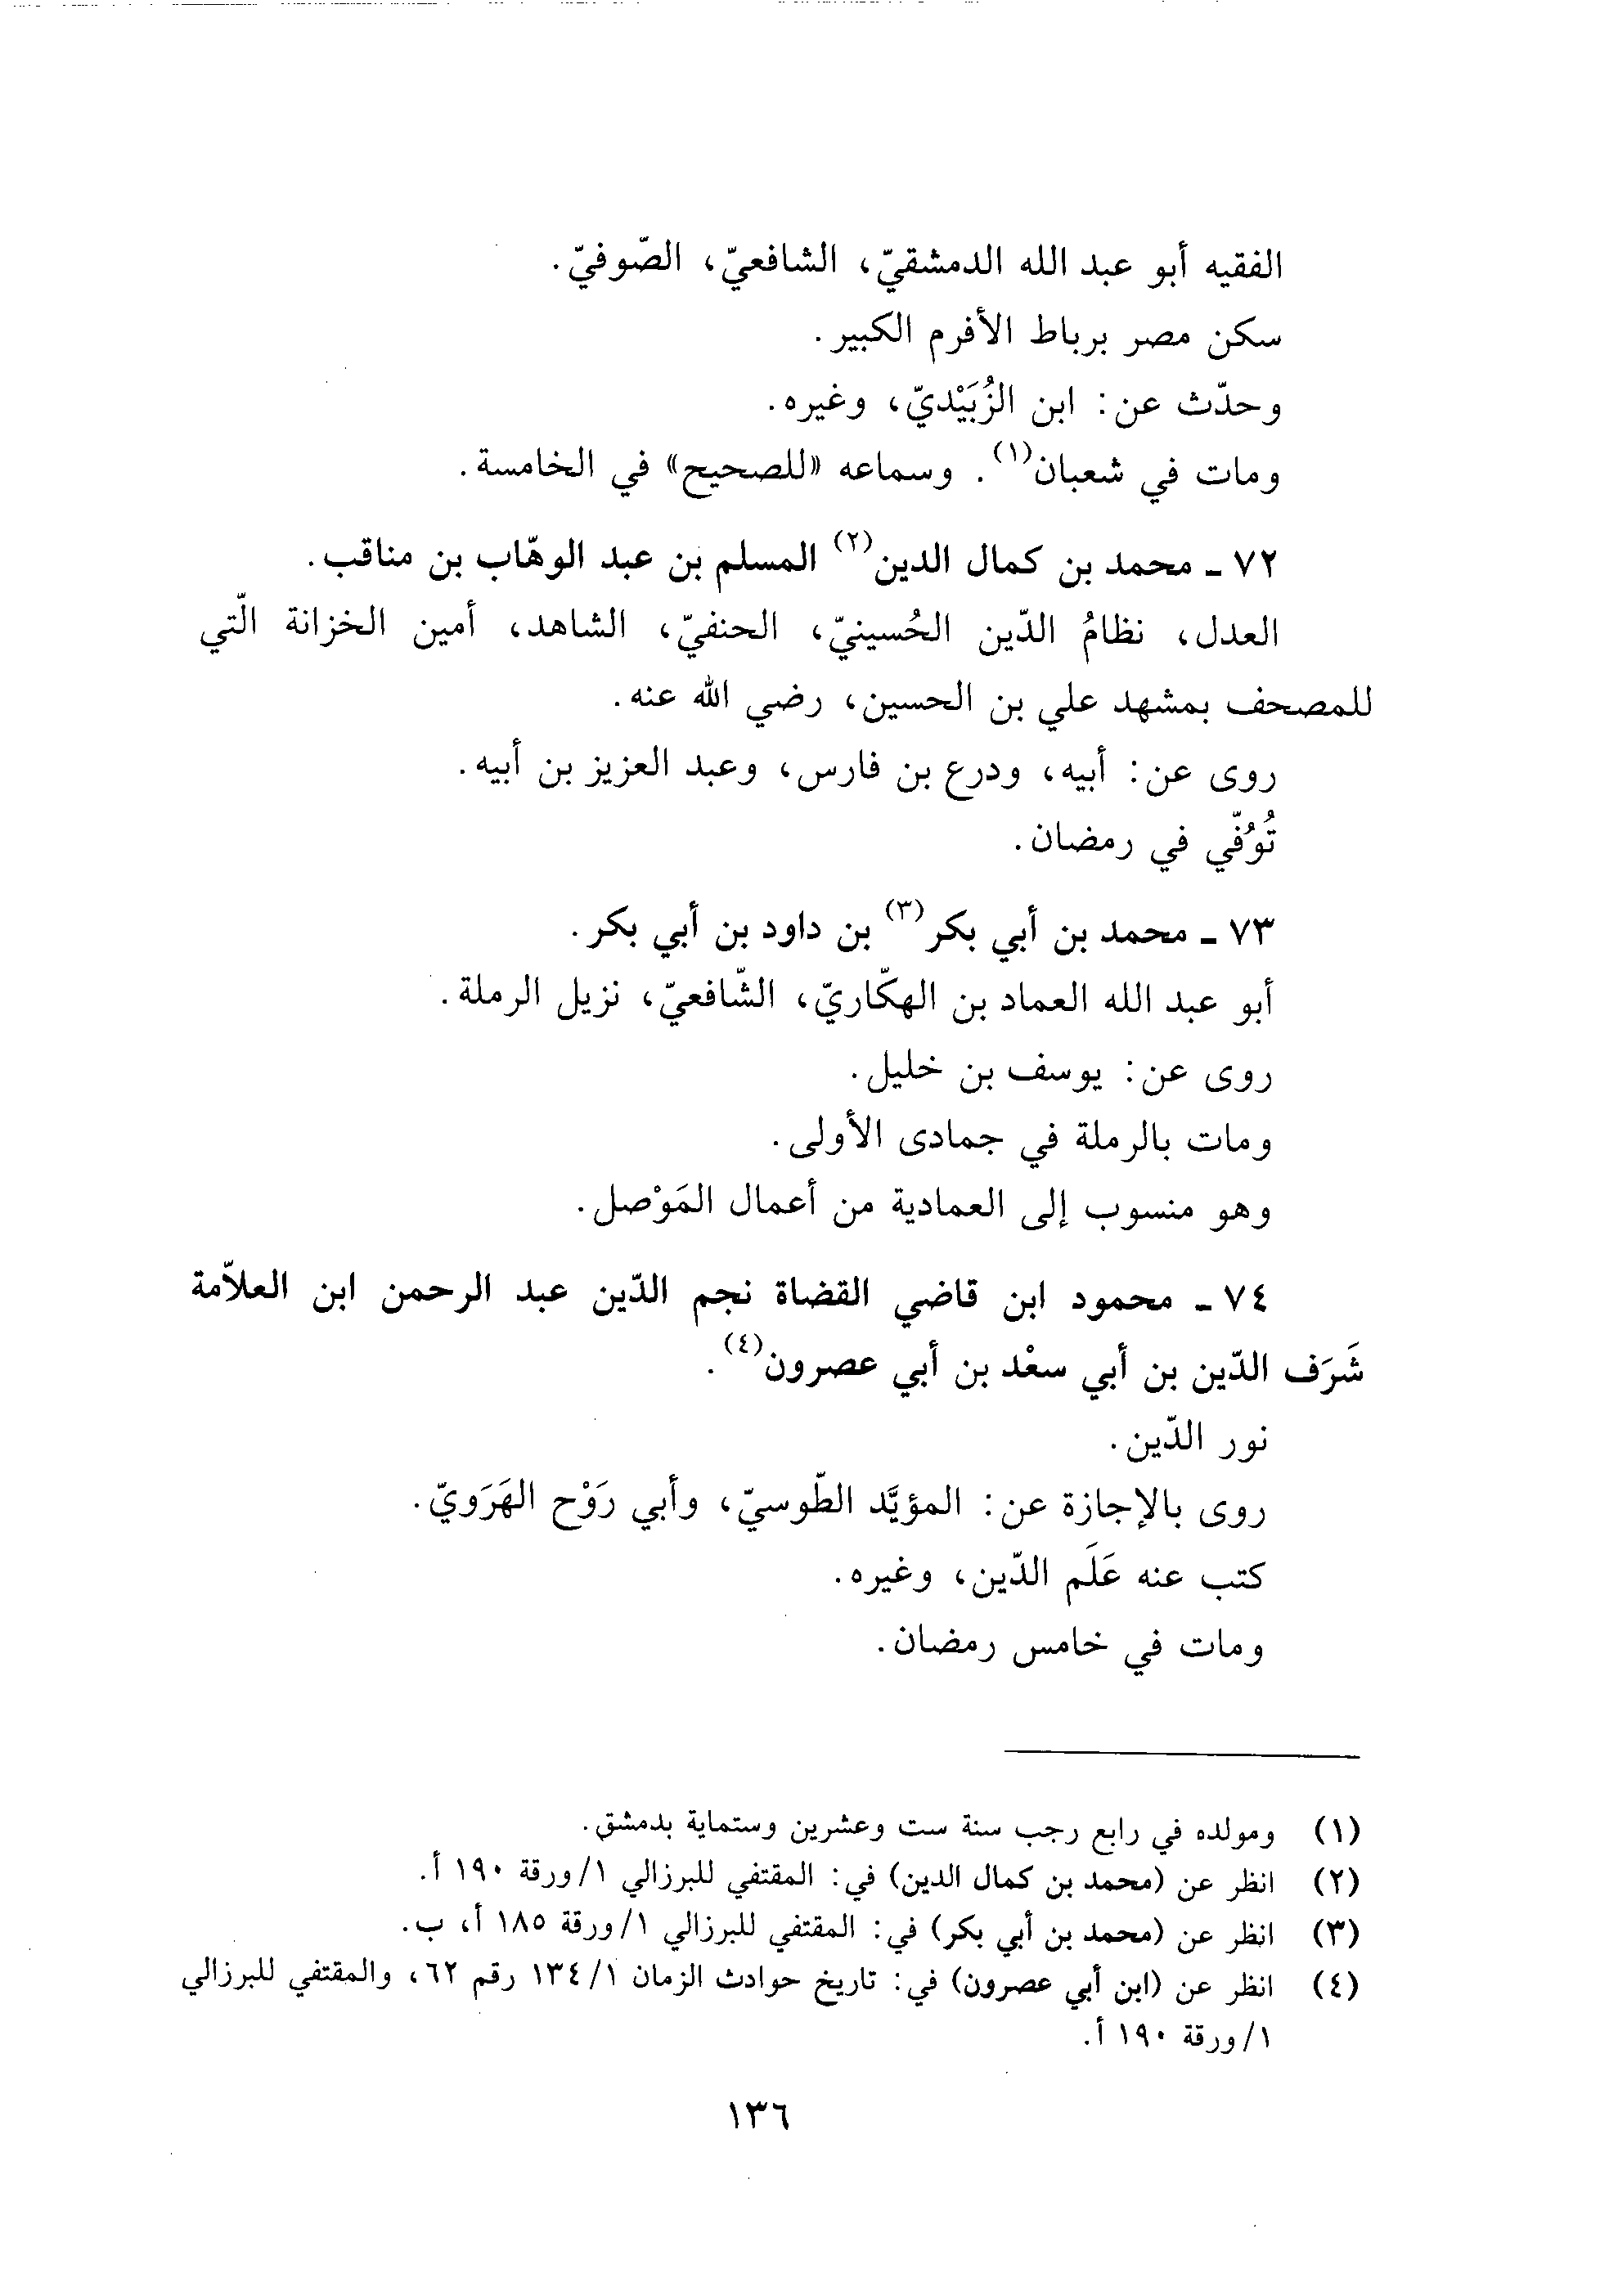 الفقيه أبو عبد الله الدمشقيّ، الشافعيّ، الصّوفيّ.
سكن مصر برباط الأفرم الكبير.
وحدّث عن: ابن الزُبَيْديّ، وغيره.
ومات في شعبان(١). وسماعه «للصحيح» في الخامسة.
٧٢ ـ محمد بن كمال الدين(٢) المسلم بن عبد الوهّاب بن مناقب.
العدل، نظامُ الدّين الحُسينيّ، الحنفيّ، الشاهد، أمين الخزانة الّتي
للمصحف بمشهد علي بن الحسين، رضي الله عنه.
روى عن: أبيه، ودرع بن فارس، وعبد العزيز بن أبيه.
تُوُفّي في رمضان.
٧٣ ـ محمد بن أبي بكر(٣) بن داود بن أبي بكر.
أبو عبد الله العماد بن الهكّاريّ، الشّافعيّ، نزيل الرملة.
روى عن: يوسف بن خليل.
ومات بالرملة في جمادى الأولى.
وهو منسوب إلى العمادية من أعمال المَوْصل.
٧٤ ـ محمود ابن قاضي القضاة نجم الدّين عبد الرحمن ابن العلاّمة
شَرَف الدّين بن أبي سعْد بن أبي عصرون(٤).
نور الدّين.
روى بالإجازة عن: المؤيَّد الطّوسيّ، وأبي رَوْح الهَرَويّ.
كتب عنه عَلَم الدّين، وغيره.
ومات في خامس رمضان.
(١) ومولده في رابع رجب سنة ست وعشرين وستماية بدمشق.
(٢) انظر عن (محمد بن كمال الدين) في: المقتفي للبرزالي ١/ورقة ١٩٠ أ.
(٣) انظر عن (محمد بن أبي بكر) في: المقتفي للبرزالي ١/ورقة ١٨٥ أ، ب.
(٤) انظر عن (ابن أبي عصرون) في: تاريخ حوادث الزمان ١/١٣٤ رقم ٦٢، والمقتفي للبرزالي
١/ورقة ١٩٠ أ.
١٣٦